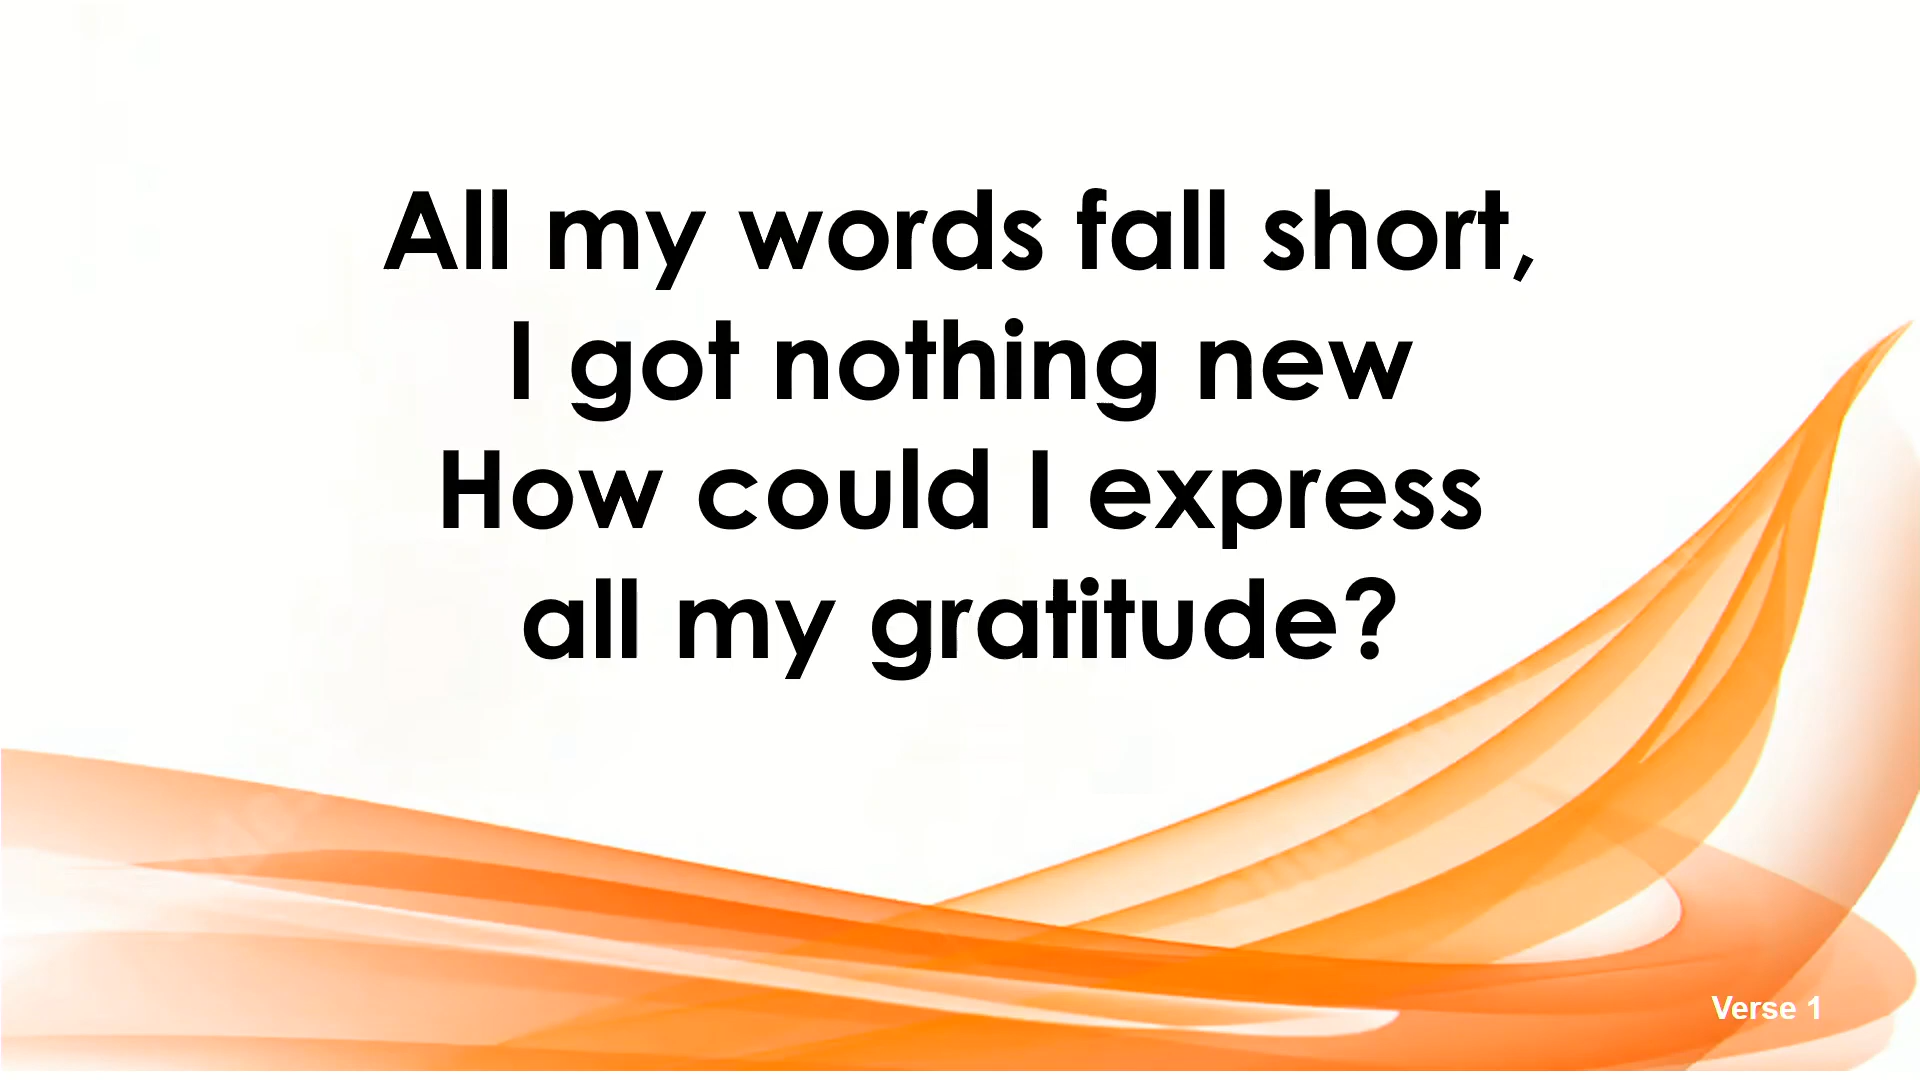 All my words fall short,
I got nothing new
How could I express
all my gratitude?
Verse 1